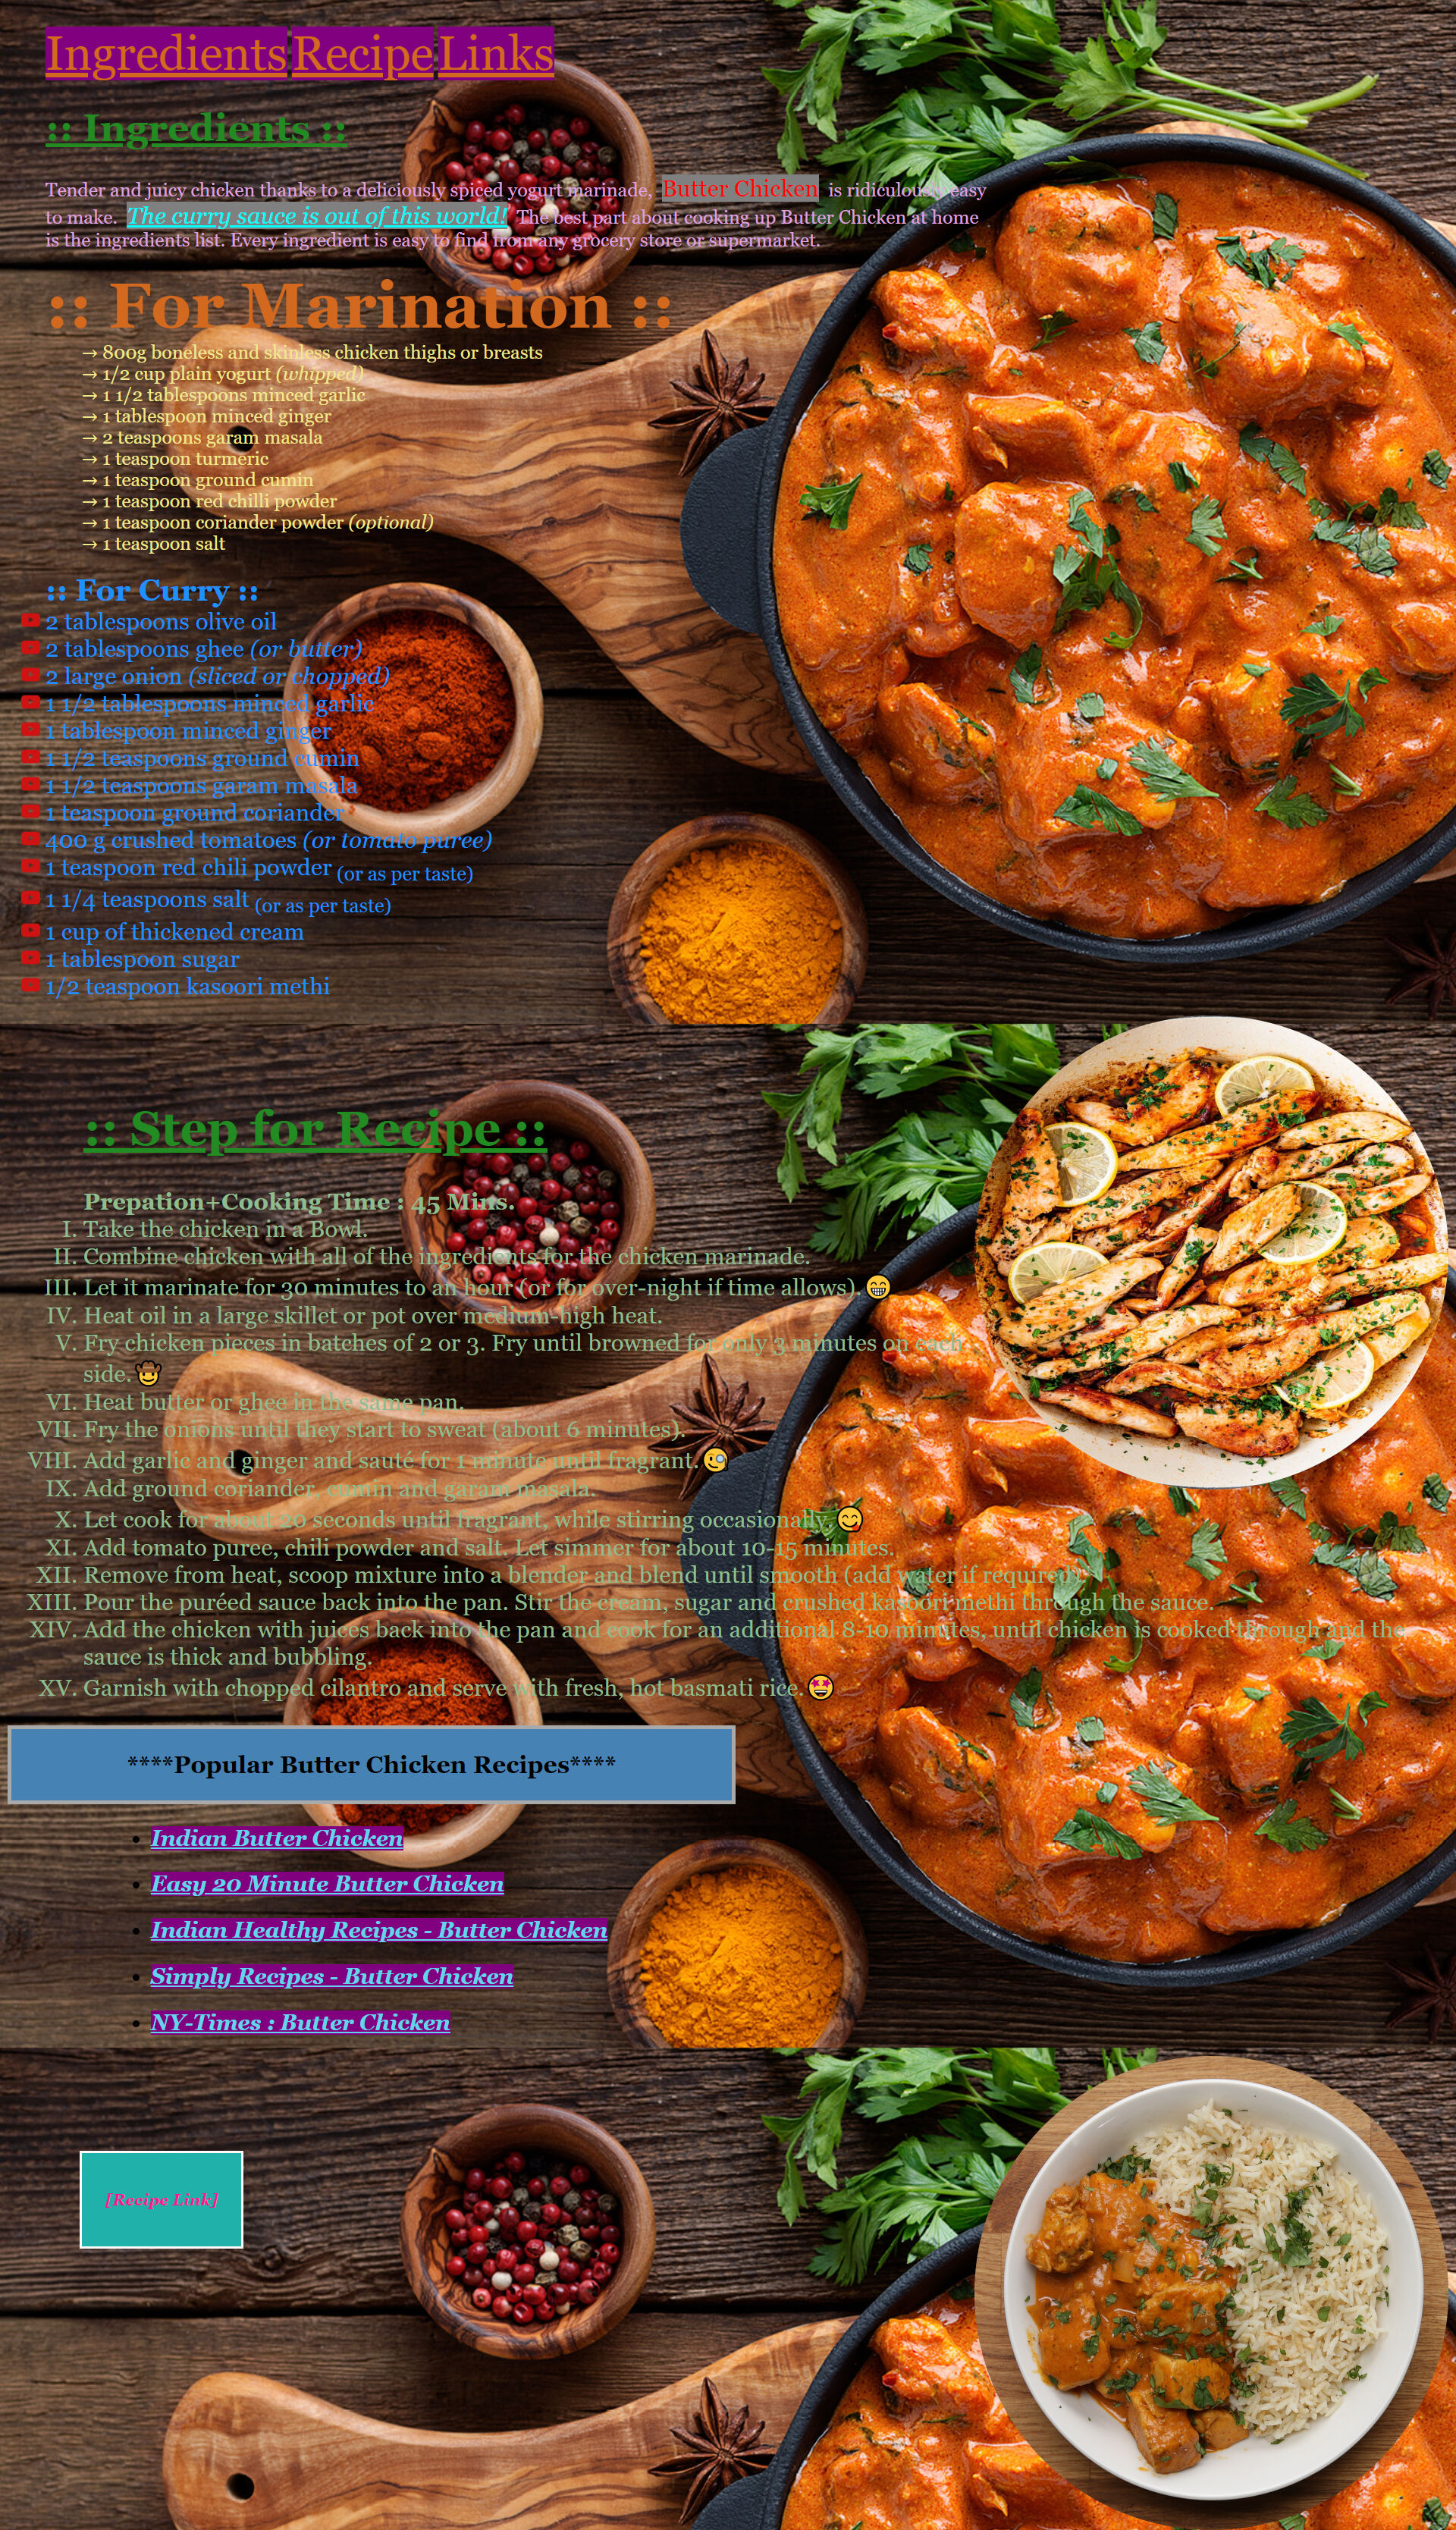 Ingredients Recipe Links
:: Ingredients ::
Tender and juicy chicken thanks to a deliciously spiced yogurt marinade, Butter Chicken is ridiculously easy
to make. The curry sauce is out of this world! The best part about cooking up Butter Chicken at home
is the ingredients list. Every ingredient is easy to find from any grocery store or supermarket.
:: For Marination ::
→ 800g boneless and skinless chicken thighs or breasts
→ 1/2 cup plain yogurt (whipped)
→ 1 1/2 tablespoons minced garlic
→ 1 tablespoon minced ginger
→ 2 teaspoons garam masala
→ 1 teaspoon turmeric
→ 1 teaspoon ground cumin
→ 1 teaspoon red chilli powder
→ 1 teaspoon coriander powder (optional)
→ 1 teaspoon salt
:: For Curry ::
2 tablespoons olive oil
2 tablespoons ghee (or butter)
2 large onion (sliced or chopped)
1 1/2 tablespoons minced garlic
1 tablespoon minced ginger
1 1/2 teaspoons ground cumin
1 1/2 teaspoons garam masala
1 teaspoon ground coriander
400 g crushed tomatoes (or tomato puree)
1 teaspoon red chili powder (or as per taste)
1 1/4 teaspoons salt (or as per taste)
1 cup of thickened cream
1 tablespoon sugar
1/2 teaspoon kasoori methi
:: Step for Recipe ::
Prepation+Cooking Time : 45 Mins.
I. Take the chicken in a Bowl.
II. Combine chicken with all of the ingredients for the chicken marinade.
III. Let it marinate for 30 minutes to an hour (or for over-night if time allows). 😁
IV. Heat oil in a large skillet or pot over medium-high heat.
V. Fry chicken pieces in batches of 2 or 3. Fry until browned for only 3 minutes on each
side. 🤠
VI. Heat butter or ghee in the same pan.
VII. Fry the onions until they start to sweat (about 6 minutes).
VIII. Add garlic and ginger and sauté for 1 minute until fragrant. 🧐
IX. Add ground coriander, cumin and garam masala.
X. Let cook for about 20 seconds until fragrant, while stirring occasionally. 😋
XI. Add tomato puree, chili powder and salt. Let simmer for about 10-15 minutes.
XII. Remove from heat, scoop mixture into a blender and blend until smooth (add water if required).
XIII. Pour the puréed sauce back into the pan. Stir the cream, sugar and crushed kasoori methi through the sauce.
XIV. Add the chicken with juices back into the pan and cook for an additional 8-10 minutes, until chicken is cooked through and the
sauce is thick and bubbling.
XV. Garnish with chopped cilantro and serve with fresh, hot basmati rice. 🤩
****Popular Butter Chicken Recipes****
• Indian Butter Chicken
• Easy 20 Minute Butter Chicken
• Indian Healthy Recipes - Butter Chicken
• Simply Recipes - Butter Chicken
• NY-Times : Butter Chicken
[Recipe Link]